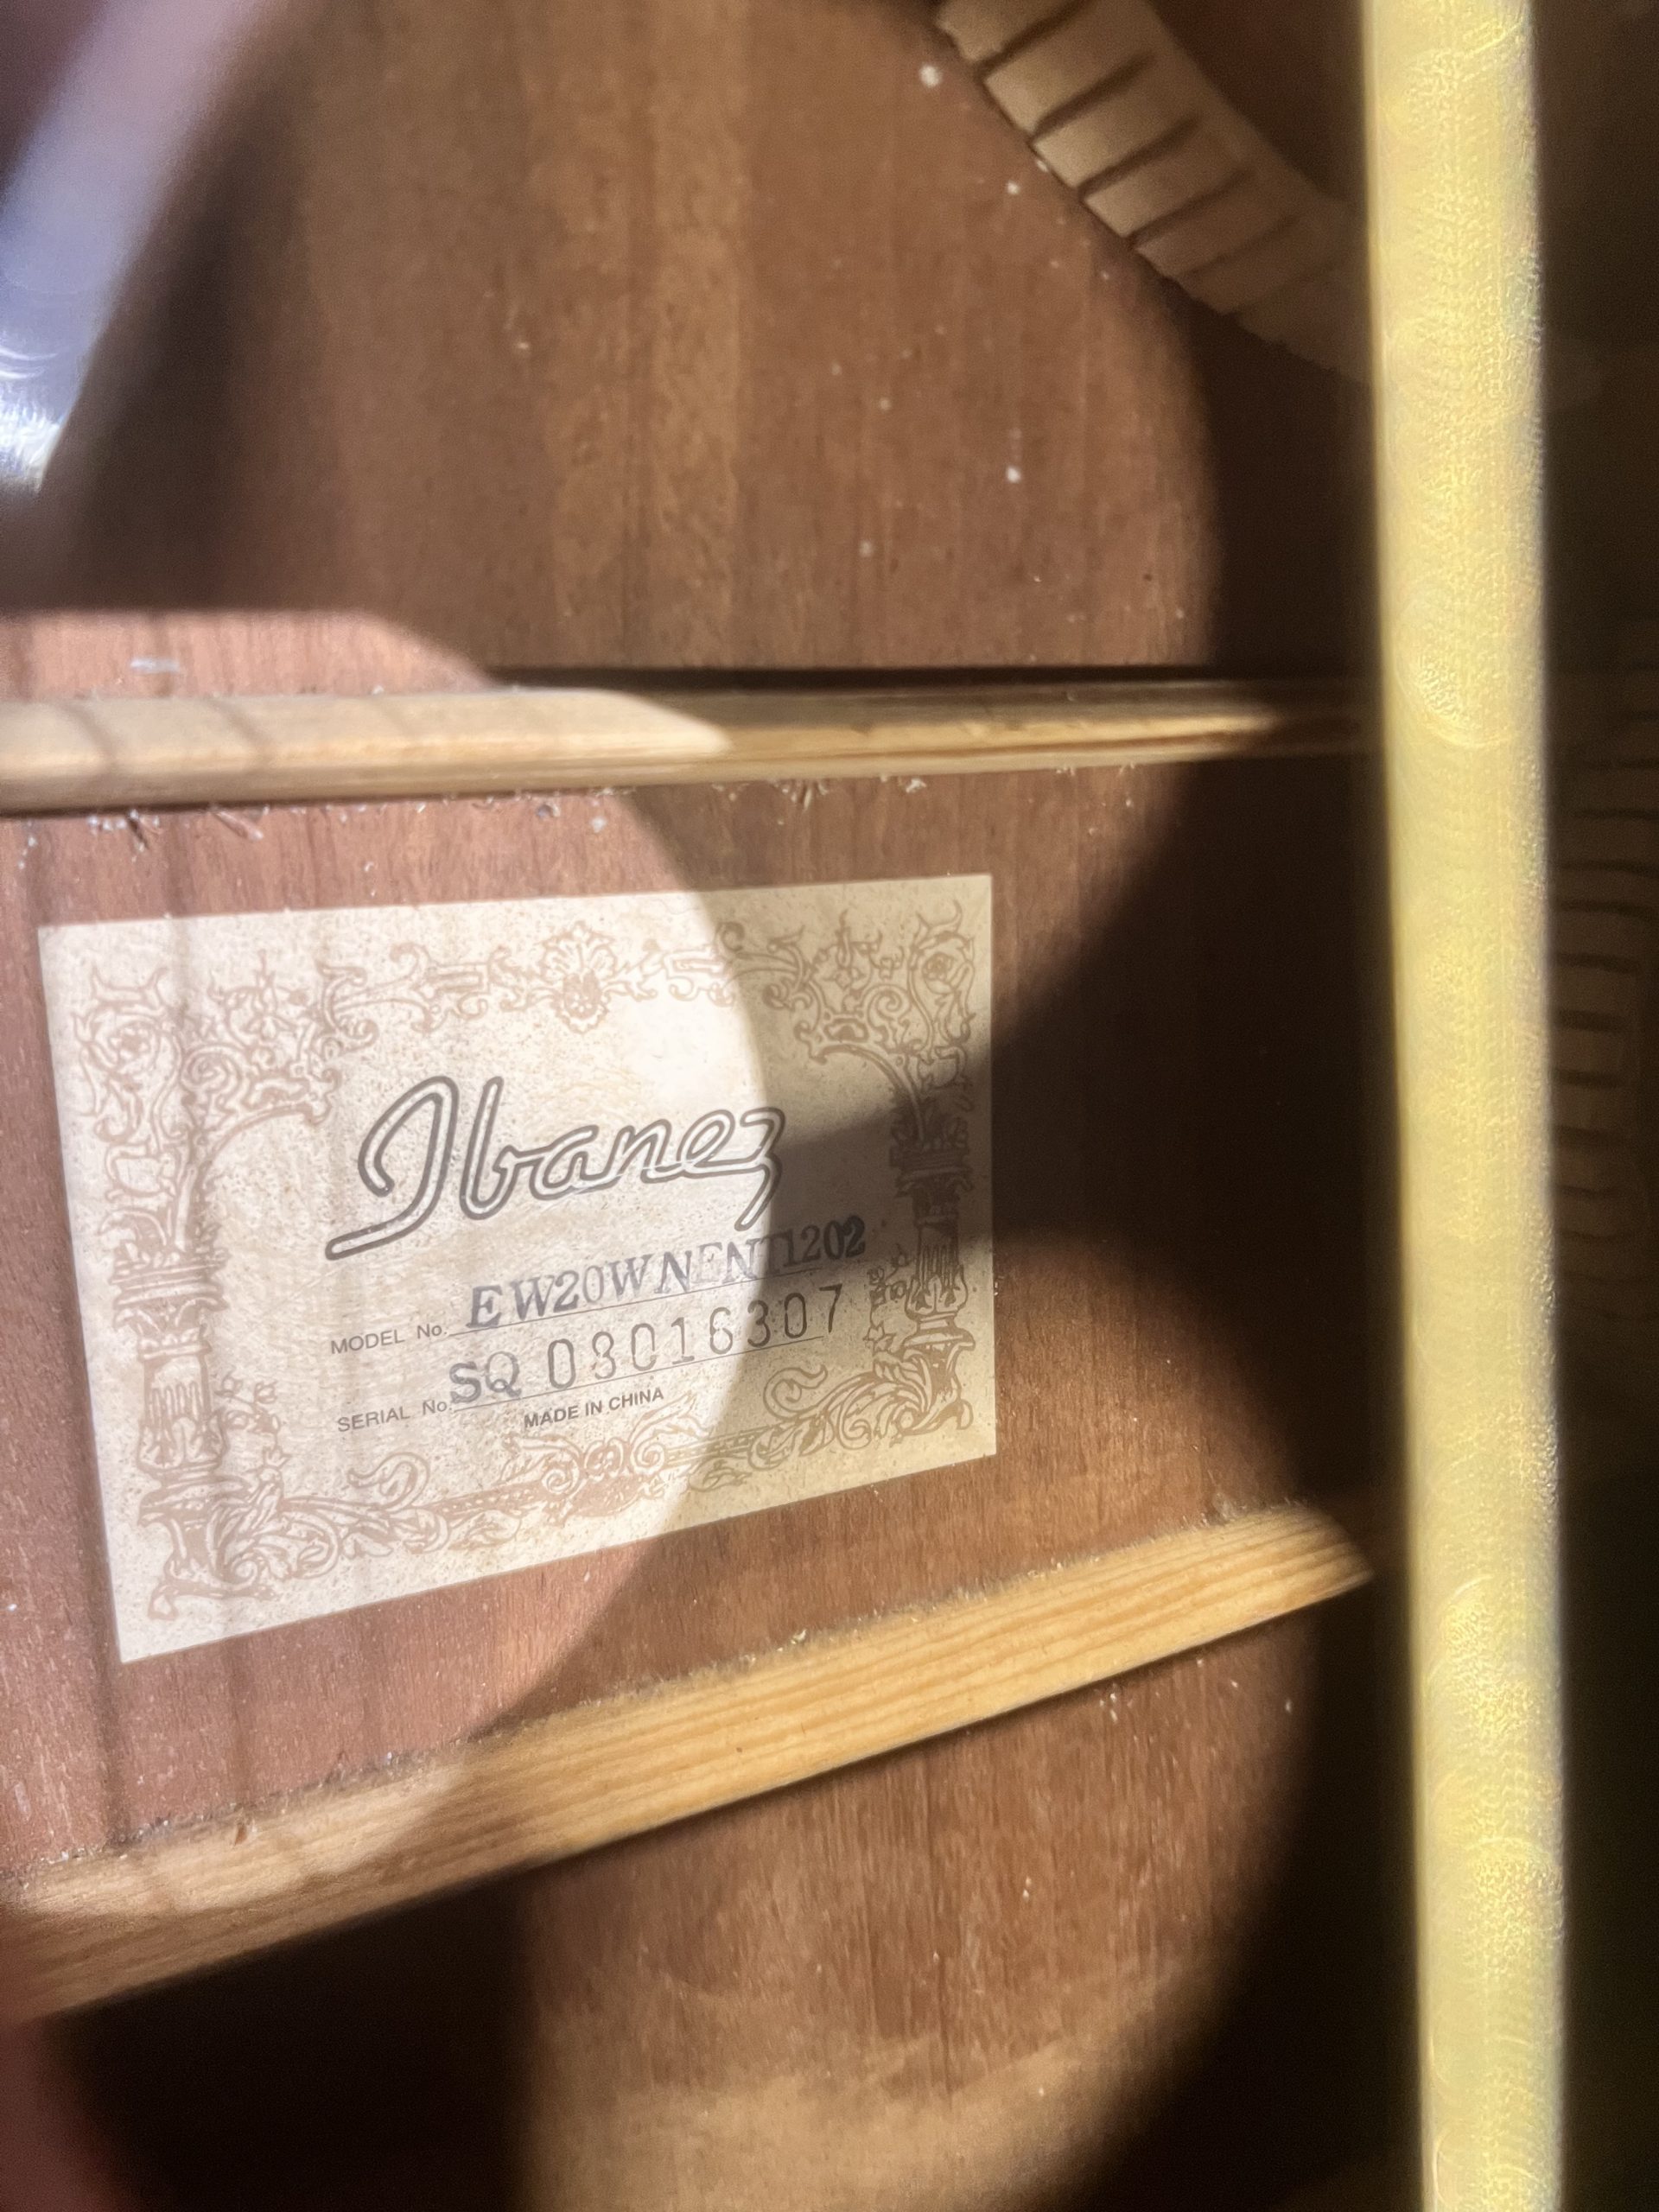 Ibanez
MODEL No. EW20WNENT1202
SERIAL No. SQ 08016307
MADE IN CHINA